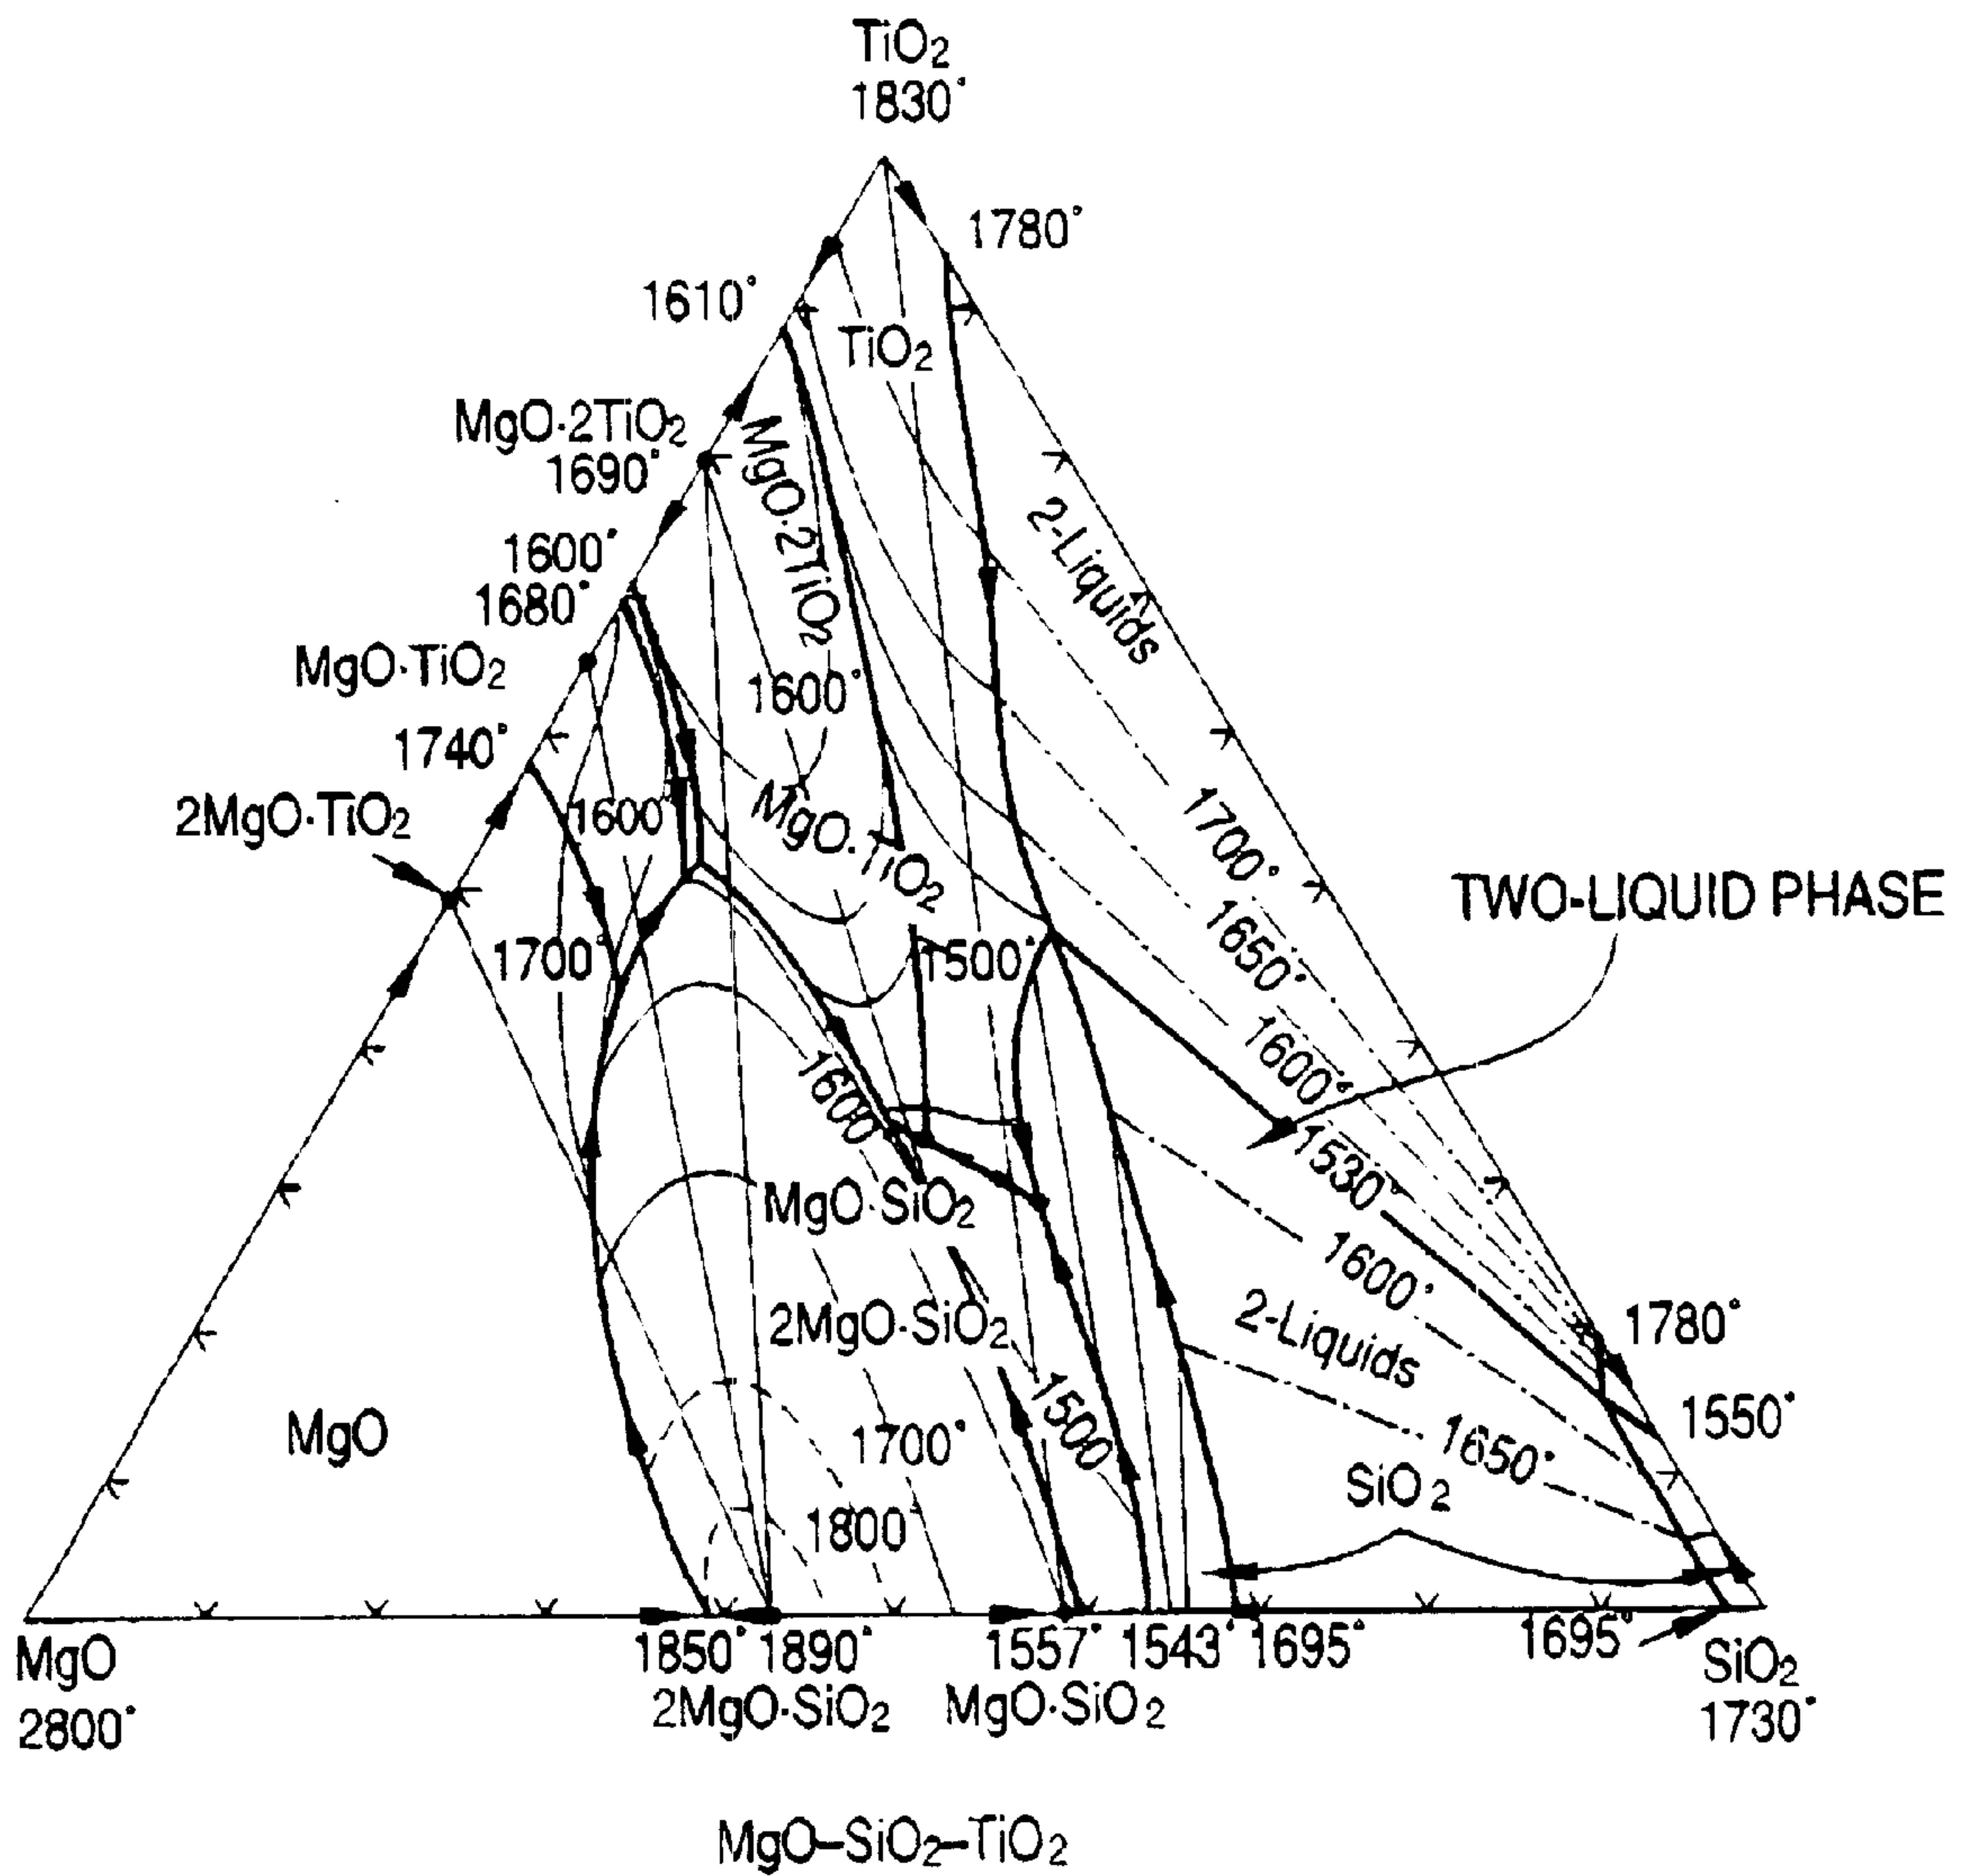 TiO2
1830°
1780°
1610°
TiO2
MgO·2TiO2
1690°
MgO·2TiO2
2-Liquids
1600°
1680°
MgO·TiO2
1600°
1740°
2MgO·TiO2
1600°
MgO·TiO2
1700°
TWO-LIQUID PHASE
1700°
1500°
1650°
1600°
1600
1530°
MgO·SiO2
1600°
2MgO·SiO2
2-Liquids
1780°
1500
1550°
MgO
1700°
1650°
SiO2
1800
1695°
MgO
2800°
1850°
1890°
1557°
1543°
1695°
2MgO·SiO2
MgO·SiO2
SiO2
1730°
MgO–SiO2–TiO2